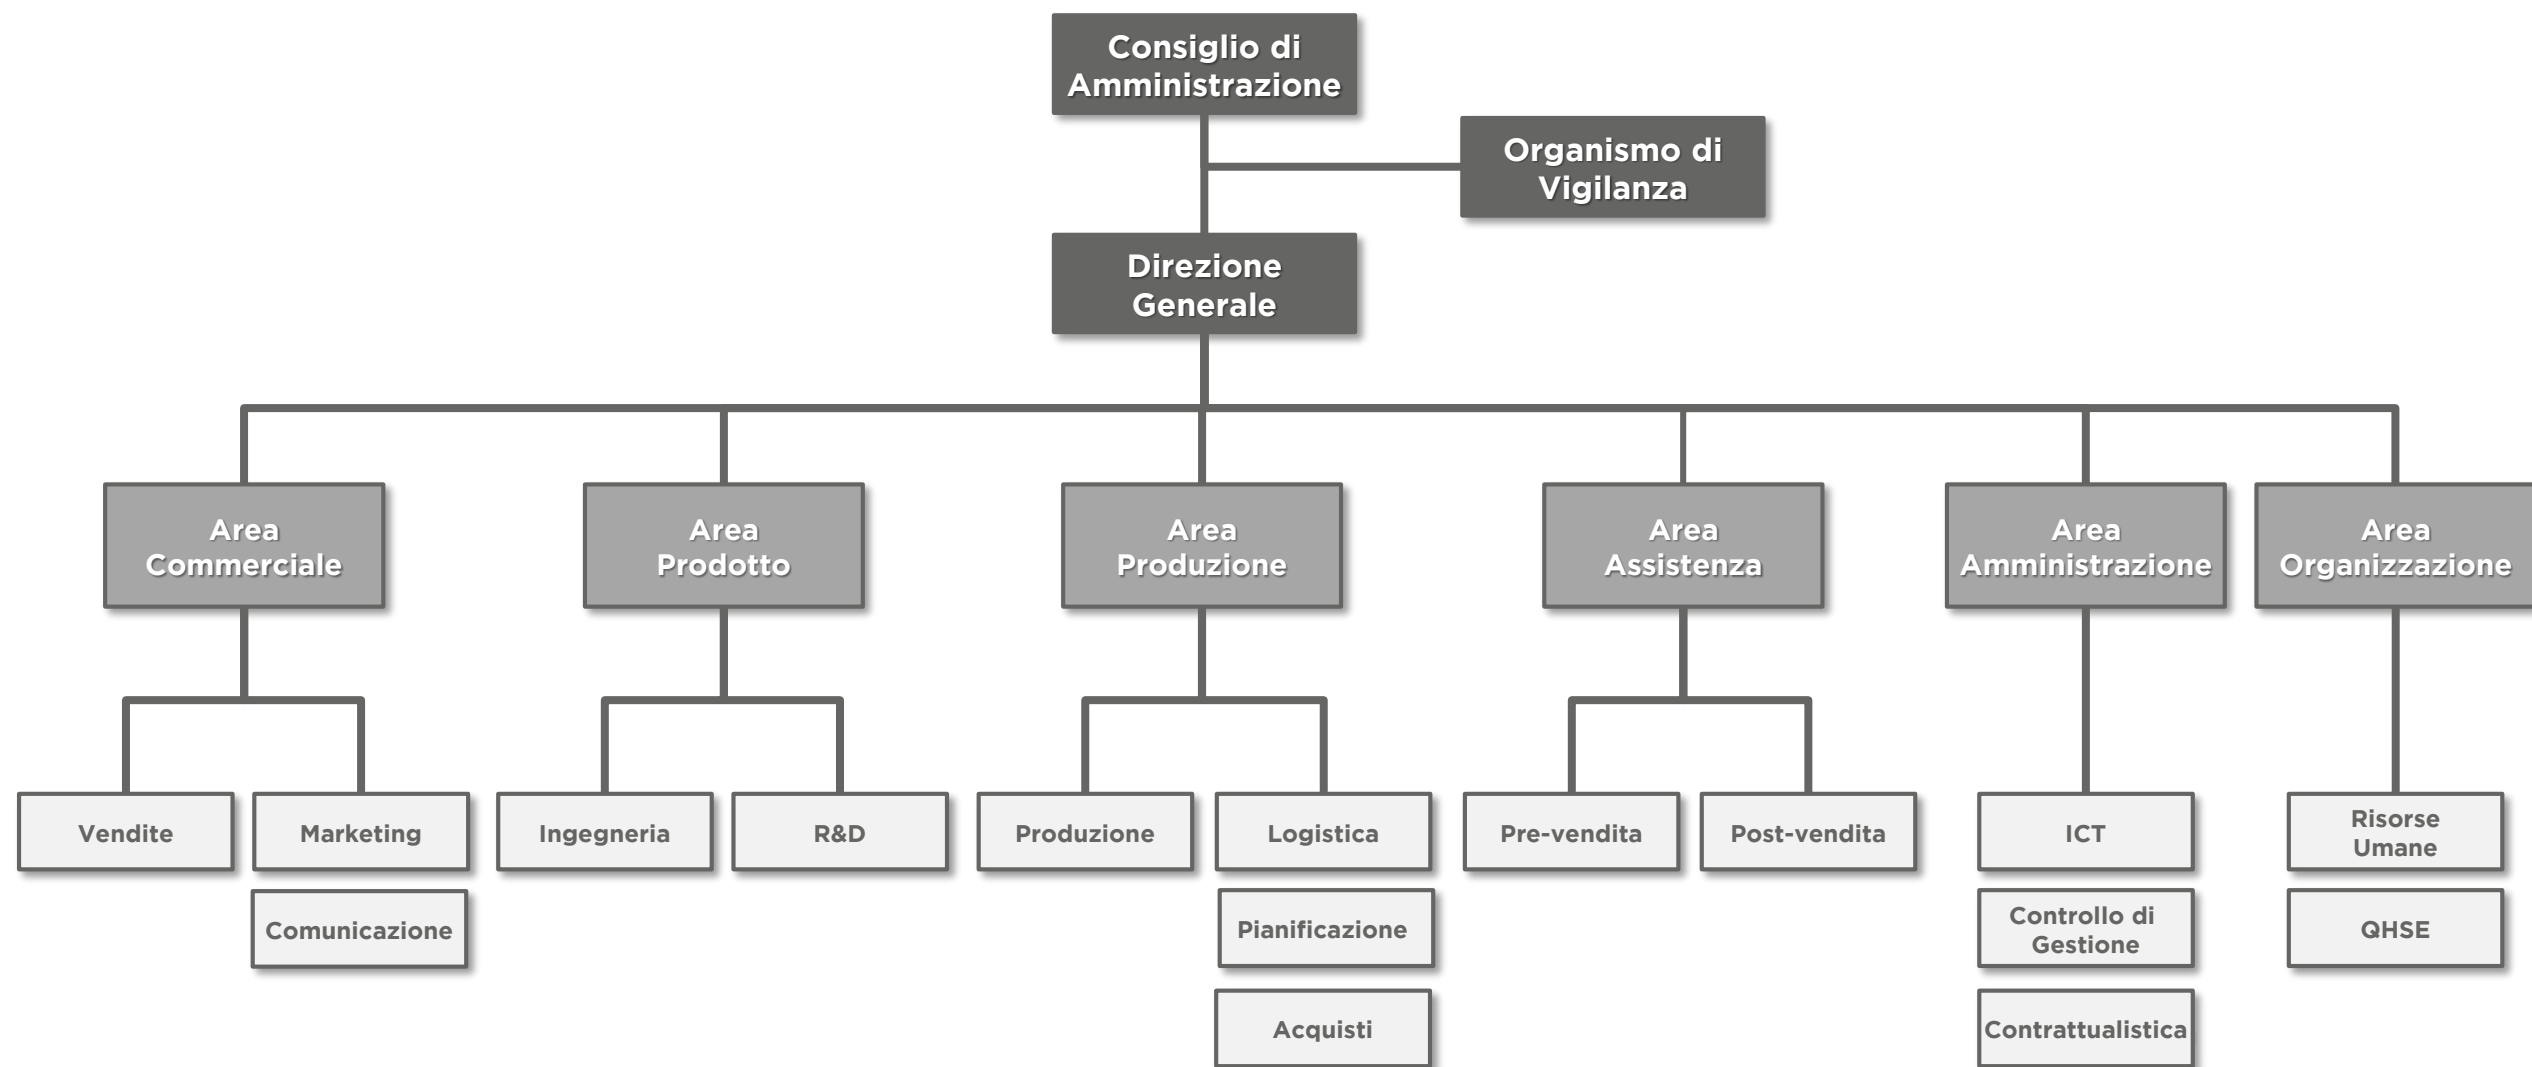 Consiglio di
Amministrazione
Organismo di
Vigilanza
Direzione
Generale
Area
Commerciale
Area
Prodotto
Area
Produzione
Area
Assistenza
Area
Amministrazione
Area
Organizzazione
Vendite
Marketing
Ingegneria
R&D
Produzione
Logistica
Pre-vendita
Post-vendita
ICT
Risorse
Umane
Comunicazione
Pianificazione
Controllo di
Gestione
QHSE
Acquisti
Contrattualistica